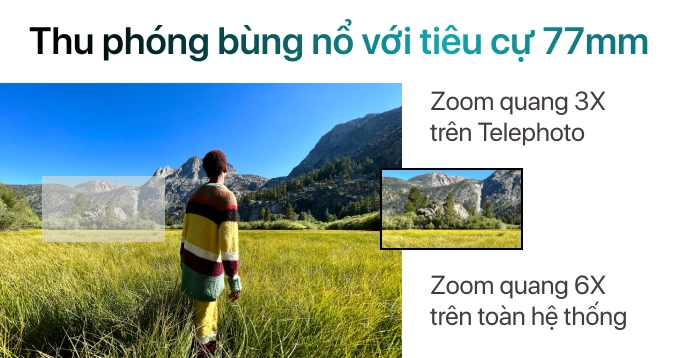 Thu phóng bùng nổ với tiêu cự 77mm
Zoom quang 3X
trên Telephoto
Zoom quang 6X
trên toàn hệ thống